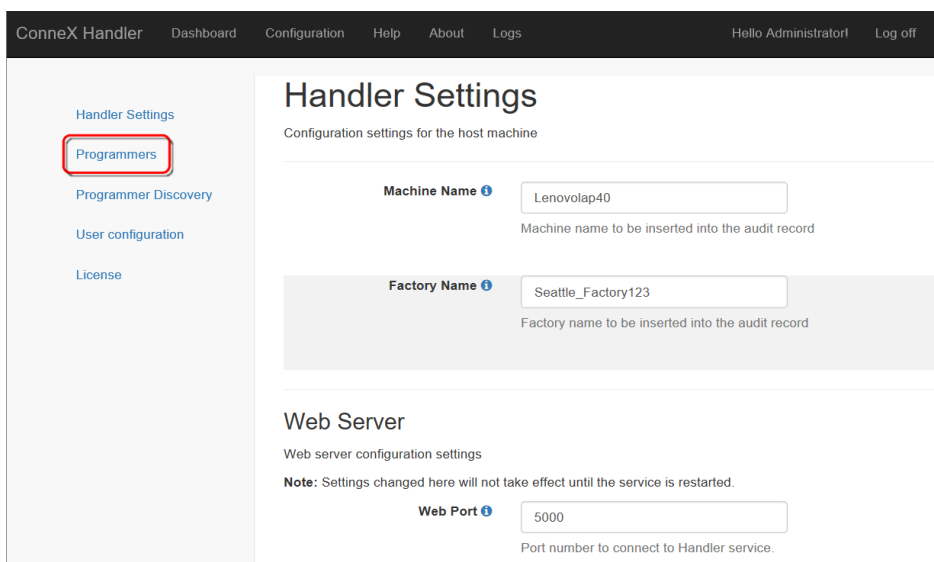 ConneX Handler Dashboard Configuration Help About Logs Hello Administrator! Log off
Handler Settings
Programmers
Programmer Discovery
User configuration
License
Handler Settings
Configuration settings for the host machine
Machine Name Lenovolap40
Machine name to be inserted into the audit record
Factory Name Seattle_Factory123
Factory name to be inserted into the audit record
Web Server
Web server configuration settings
Note: Settings changed here will not take effect until the service is restarted.
Web Port 5000
Port number to connect to Handler service.